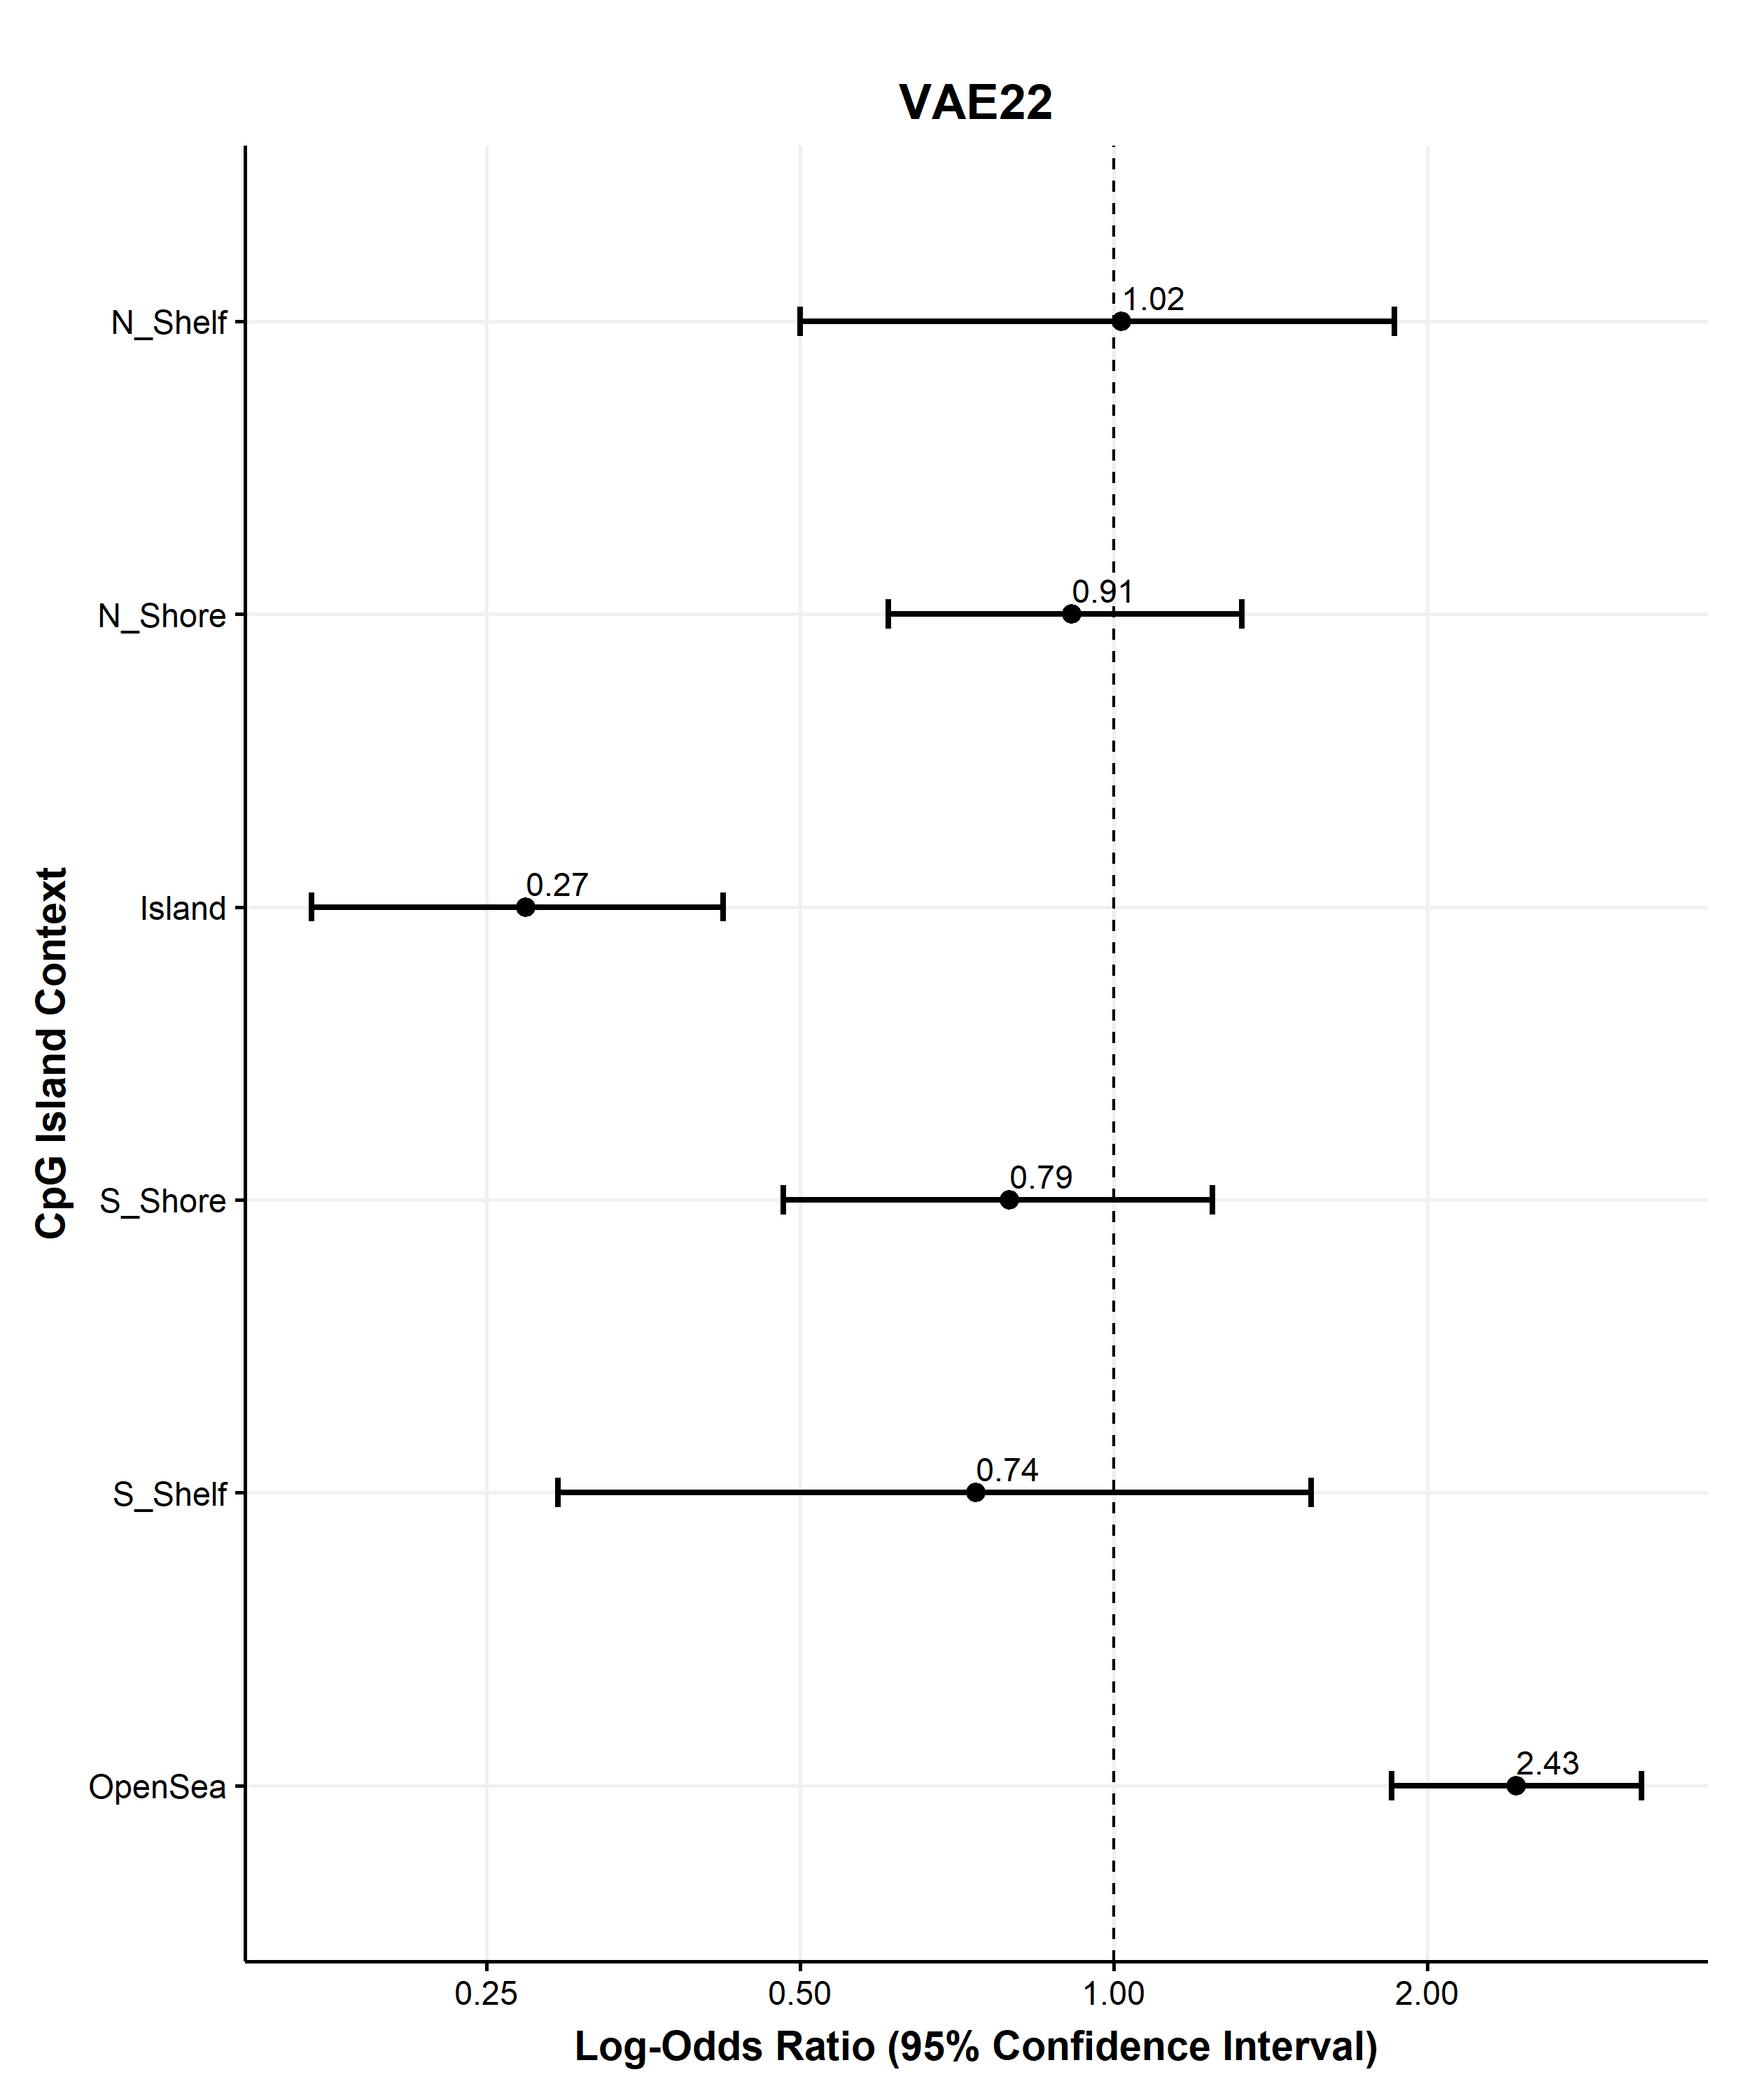 VAE22
CpG Island Context
N_Shelf
1.02
N_Shore
0.91
Island
0.27
S_Shore
0.79
S_Shelf
0.74
OpenSea
2.43
0.25
0.50
1.00
2.00
Log-Odds Ratio (95% Confidence Interval)